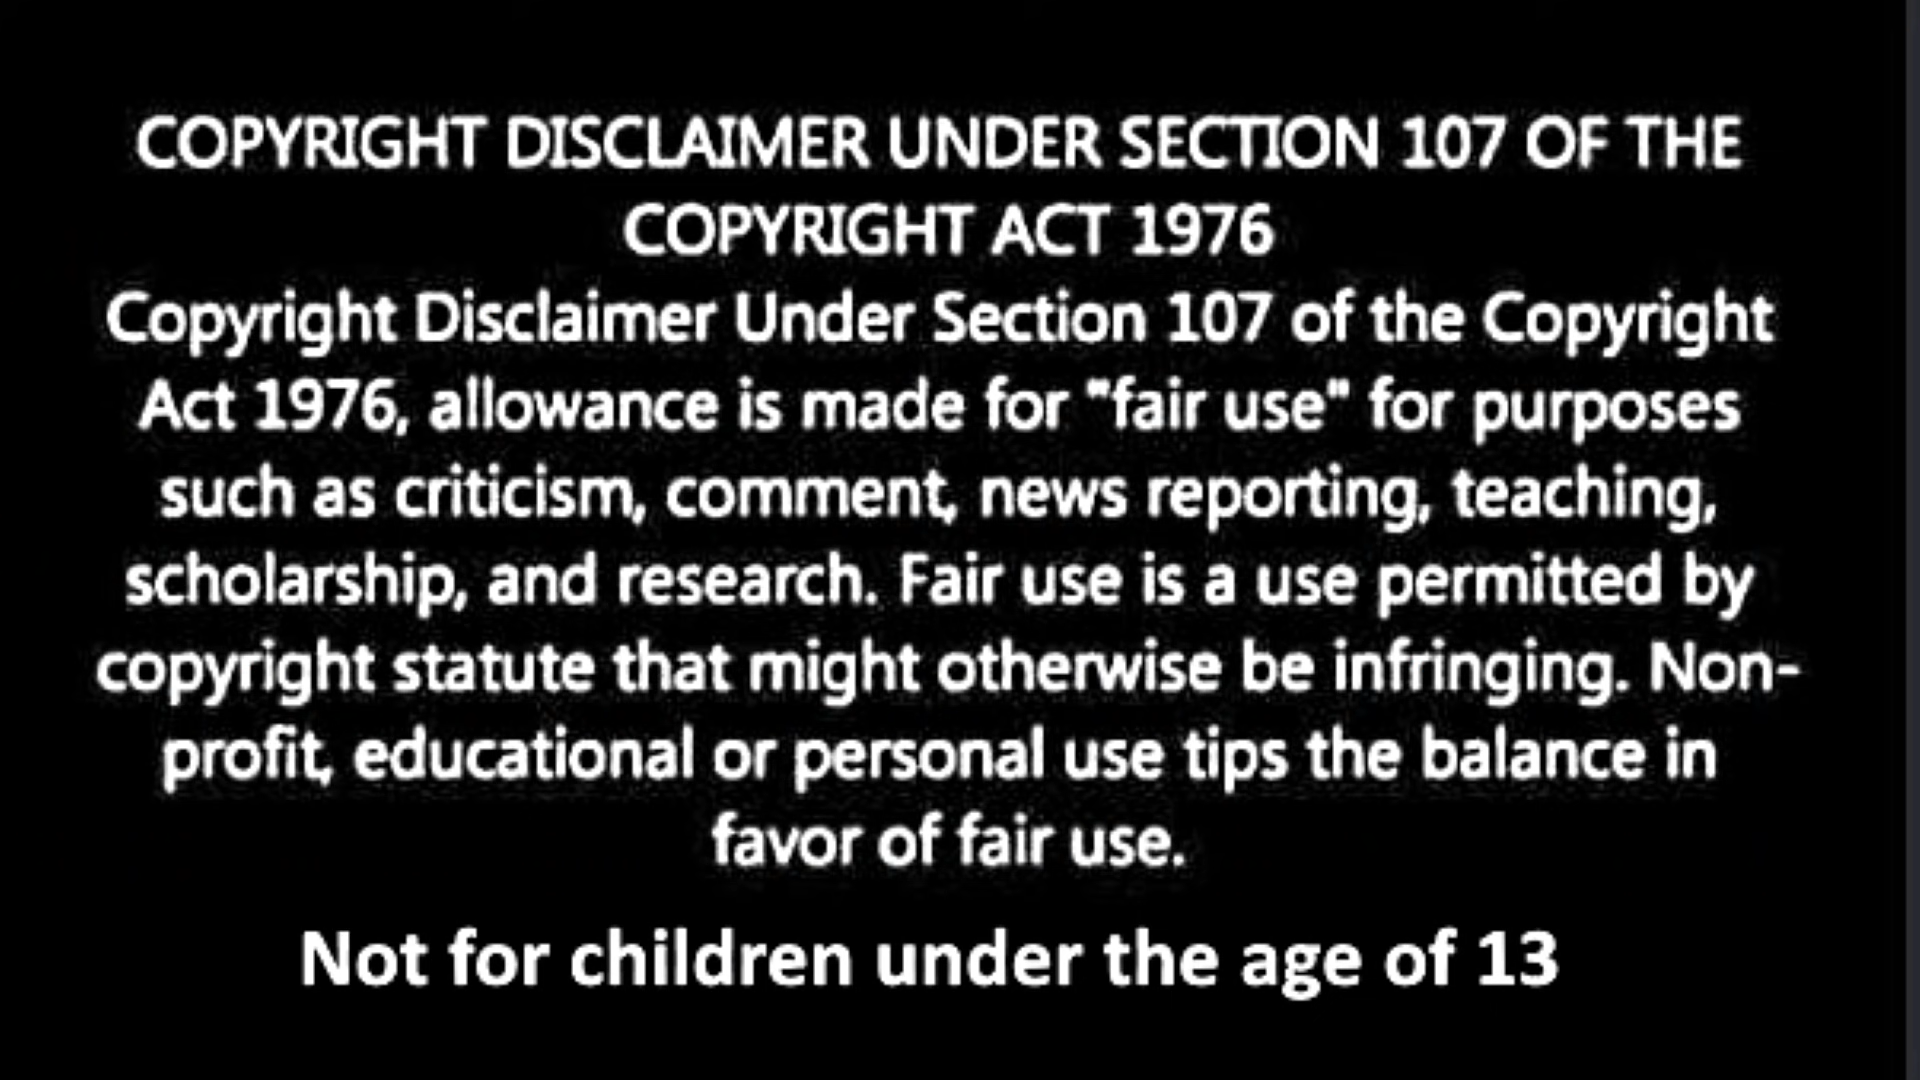 COPYRIGHT DISCLAIMER UNDER SECTION 107 OF THE
COPYRIGHT ACT 1976
Copyright Disclaimer Under Section 107 of the Copyright
Act 1976, allowance is made for "fair use" for purposes
such as criticism, comment, news reporting, teaching,
scholarship, and research. Fair use is a use permitted by
copyright statute that might otherwise be infringing. Non-
profit, educational or personal use tips the balance in
favor of fair use.
Not for children under the age of 13